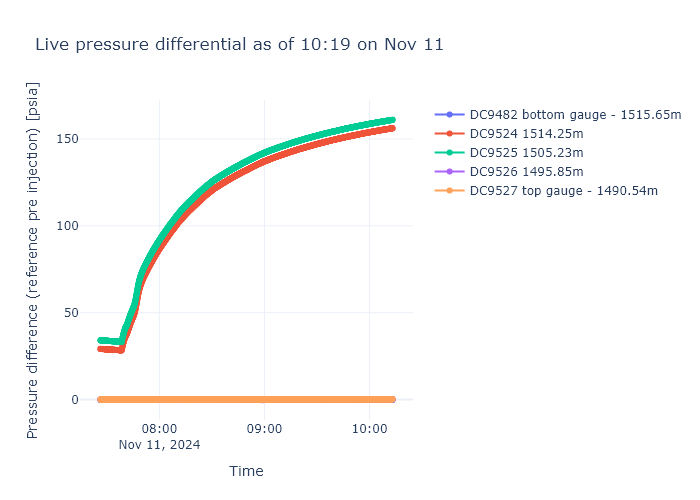 Live pressure differential as of 10:19 on Nov 11
Pressure difference (reference pre injection) [psia]
150
100
50
0
08:00
Nov 11, 2024
09:00
10:00
Time
DC9482 bottom gauge - 1515.65m
DC9524 1514.25m
DC9525 1505.23m
DC9526 1495.85m
DC9527 top gauge - 1490.54m